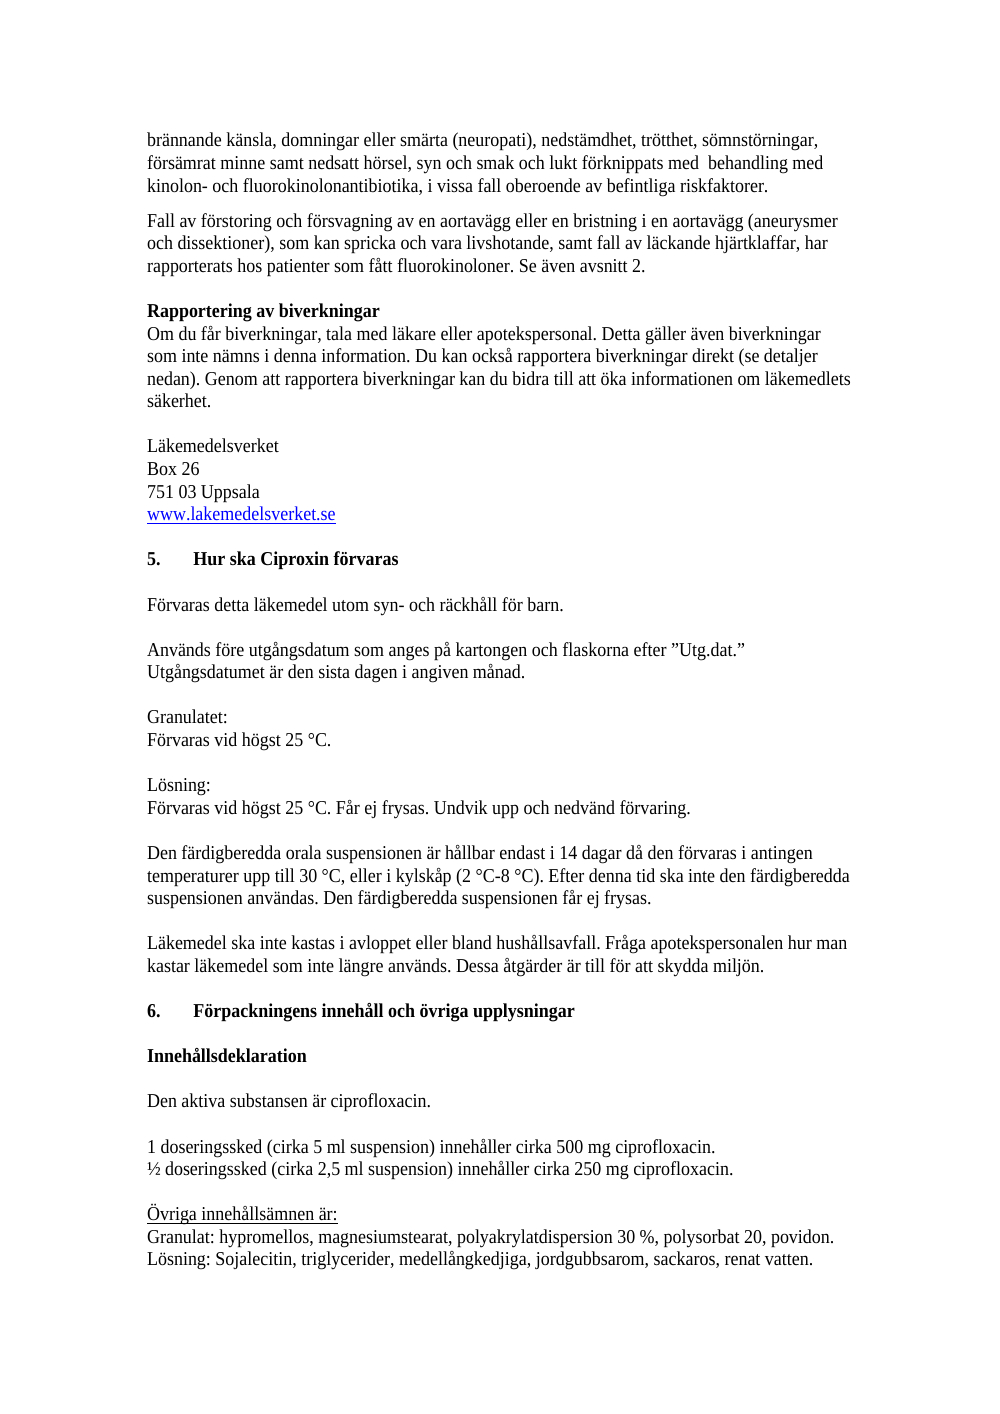 brännande känsla, domningar eller smärta (neuropati), nedstämdhet, trötthet, sömnstörningar,
försämrat minne samt nedsatt hörsel, syn och smak och lukt förknippats med  behandling med
kinolon- och fluorokinolonantibiotika, i vissa fall oberoende av befintliga riskfaktorer.
Fall av förstoring och försvagning av en aortavägg eller en bristning i en aortavägg (aneurysmer
och dissektioner), som kan spricka och vara livshotande, samt fall av läckande hjärtklaffar, har
rapporterats hos patienter som fått fluorokinoloner. Se även avsnitt 2.
Rapportering av biverkningar
Om du får biverkningar, tala med läkare eller apotekspersonal. Detta gäller även biverkningar
som inte nämns i denna information. Du kan också rapportera biverkningar direkt (se detaljer
nedan). Genom att rapportera biverkningar kan du bidra till att öka informationen om läkemedlets
säkerhet.
Läkemedelsverket
Box 26
751 03 Uppsala
www.lakemedelsverket.se
5. Hur ska Ciproxin förvaras
Förvaras detta läkemedel utom syn- och räckhåll för barn.
Används före utgångsdatum som anges på kartongen och flaskorna efter ”Utg.dat.”
Utgångsdatumet är den sista dagen i angiven månad.
Granulatet:
Förvaras vid högst 25 °C.
Lösning:
Förvaras vid högst 25 °C. Får ej frysas. Undvik upp och nedvänd förvaring.
Den färdigberedda orala suspensionen är hållbar endast i 14 dagar då den förvaras i antingen
temperaturer upp till 30 °C, eller i kylskåp (2 °C-8 °C). Efter denna tid ska inte den färdigberedda
suspensionen användas. Den färdigberedda suspensionen får ej frysas.
Läkemedel ska inte kastas i avloppet eller bland hushållsavfall. Fråga apotekspersonalen hur man
kastar läkemedel som inte längre används. Dessa åtgärder är till för att skydda miljön.
6. Förpackningens innehåll och övriga upplysningar
Innehållsdeklaration
Den aktiva substansen är ciprofloxacin.
1 doseringssked (cirka 5 ml suspension) innehåller cirka 500 mg ciprofloxacin.
½ doseringssked (cirka 2,5 ml suspension) innehåller cirka 250 mg ciprofloxacin.
Övriga innehållsämnen är:
Granulat: hypromellos, magnesiumstearat, polyakrylatdispersion 30 %, polysorbat 20, povidon.
Lösning: Sojalecitin, triglycerider, medellångkedjiga, jordgubbsarom, sackaros, renat vatten.